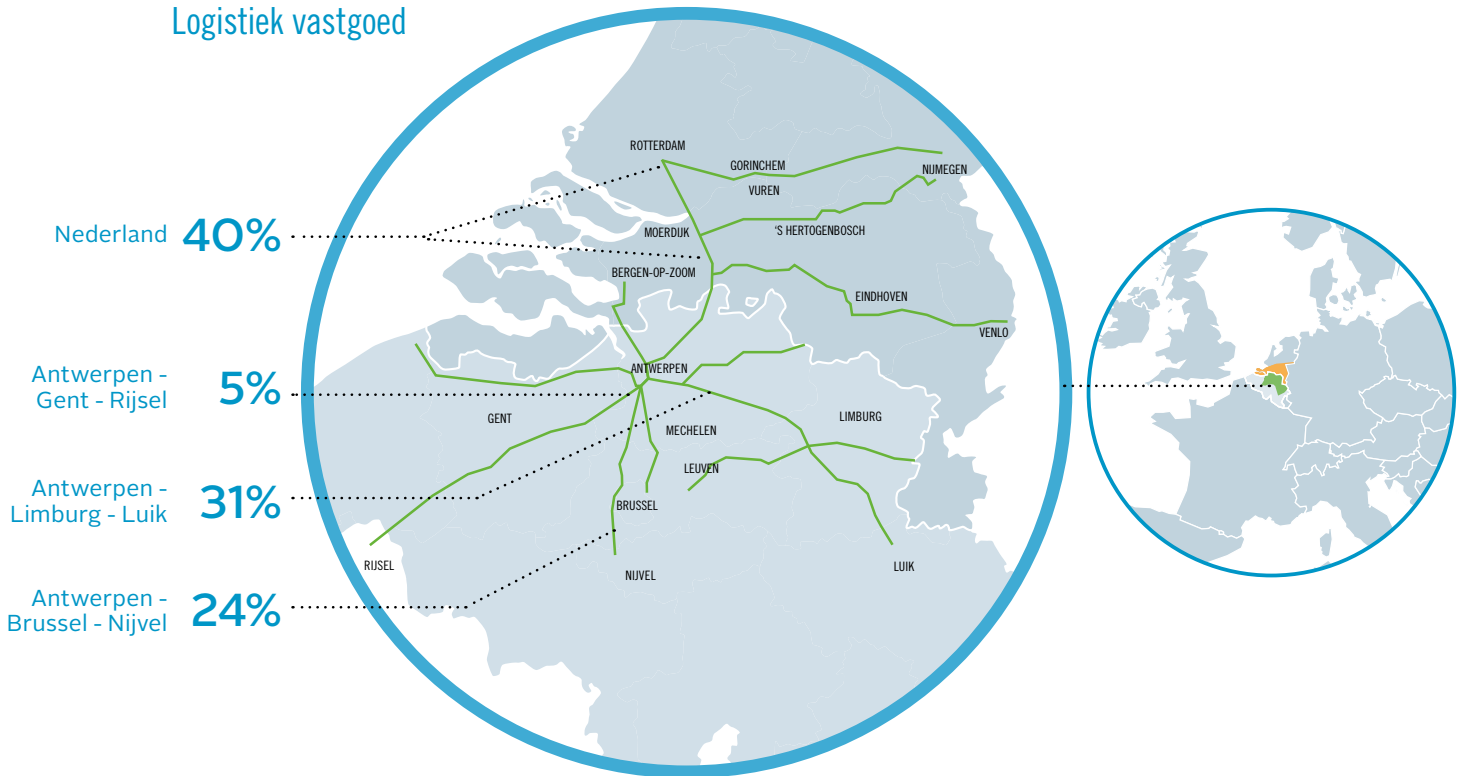 Logistiek vastgoed
Nederland 40%
Antwerpen -
Gent - Rijsel
5%
Antwerpen -
Limburg - Luik
31%
Antwerpen -
Brussel - Nijvel
24%
ROTTERDAM
GORINCHEM
NIJMEGEN
VUREN
MOERDIJK
'S HERTOGENBOSCH
BERGEN-OP-ZOOM
EINDHOVEN
VENLO
ANTWERPEN
GENT
LIMBURG
MECHELEN
LEUVEN
BRUSSEL
RIJSEL
NIJVEL
LUIK